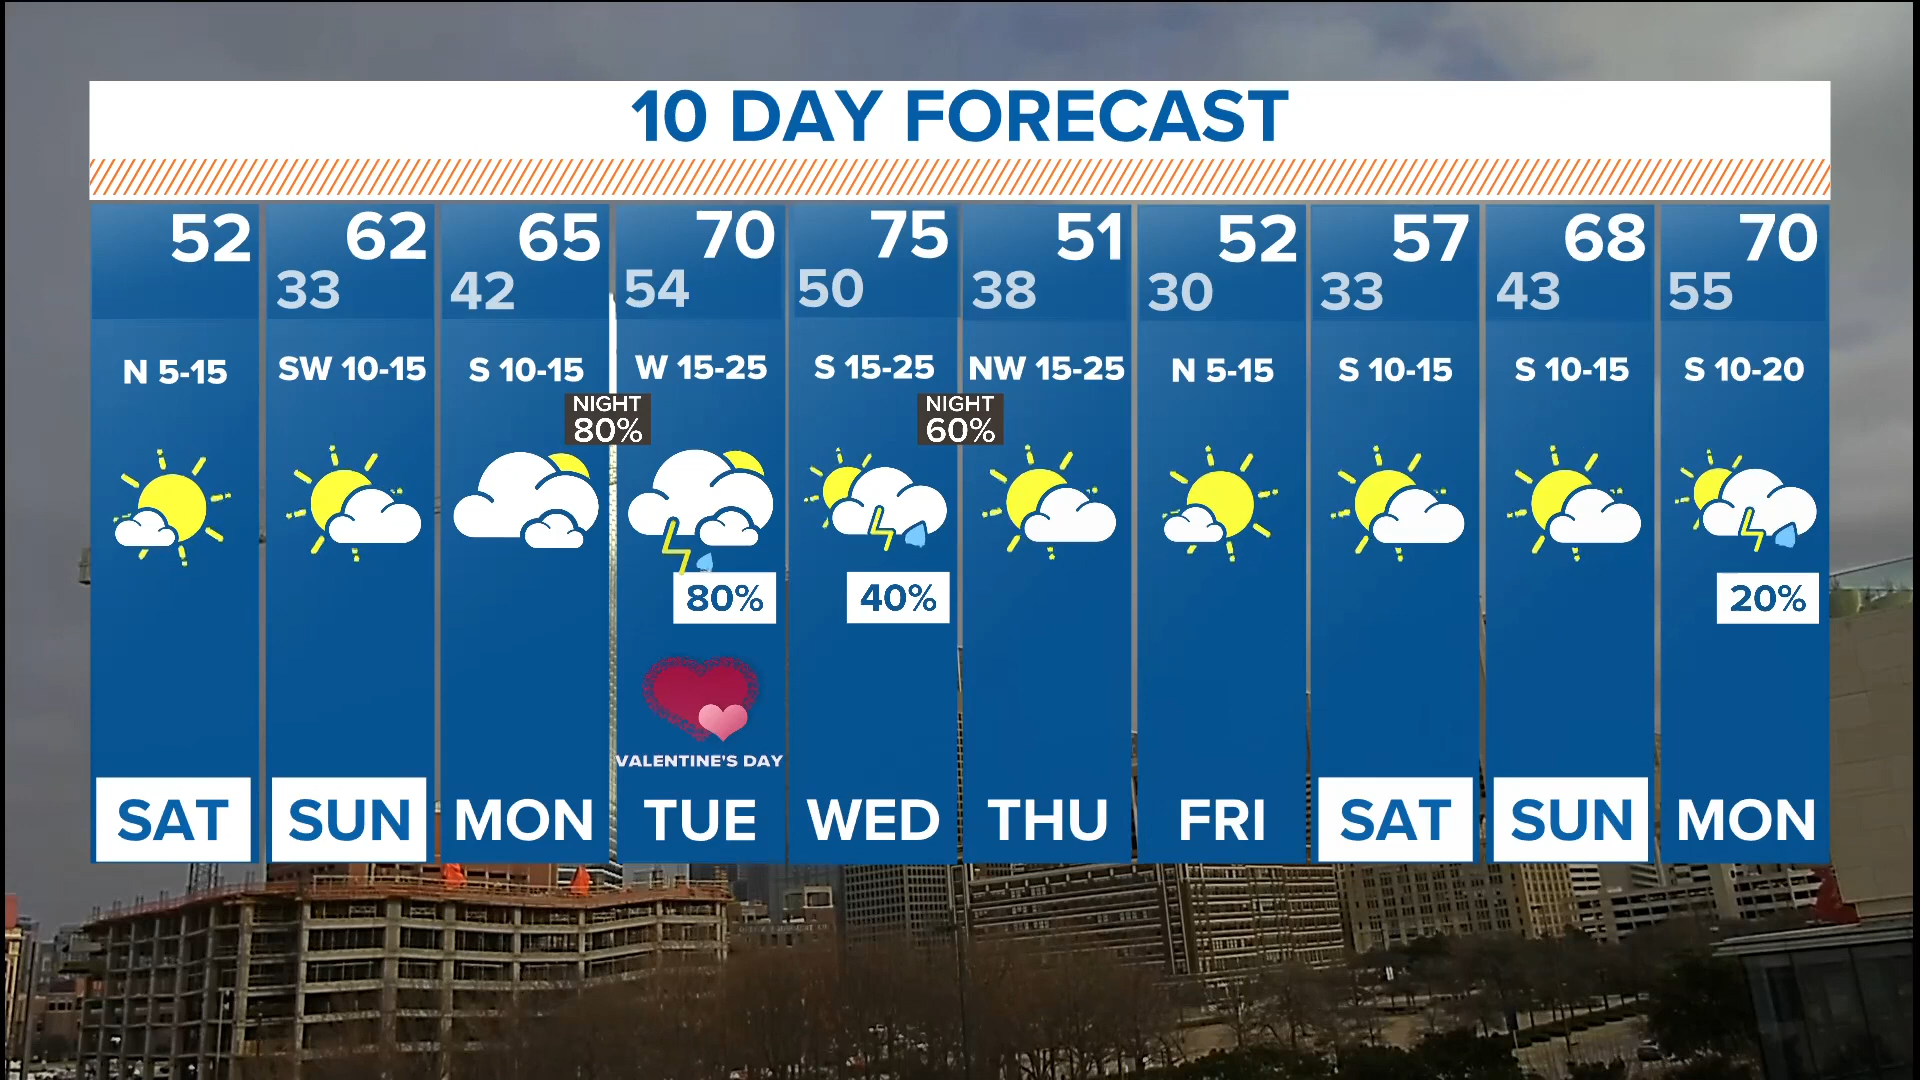 10 DAY FORECAST
52 62 65 70 75 51 52 57 68 70
33 42 54 50 38 30 33 43 55
N 5-15 SW 10-15 S 10-15 W 15-25 S 15-25 NW 15-25 N 5-15 S 10-15 S 10-15 S 10-20
NIGHT NIGHT
80% 60%
80% 40% 20%
VALENTINE'S DAY
SAT SUN MON TUE WED THU FRI SAT SUN MON